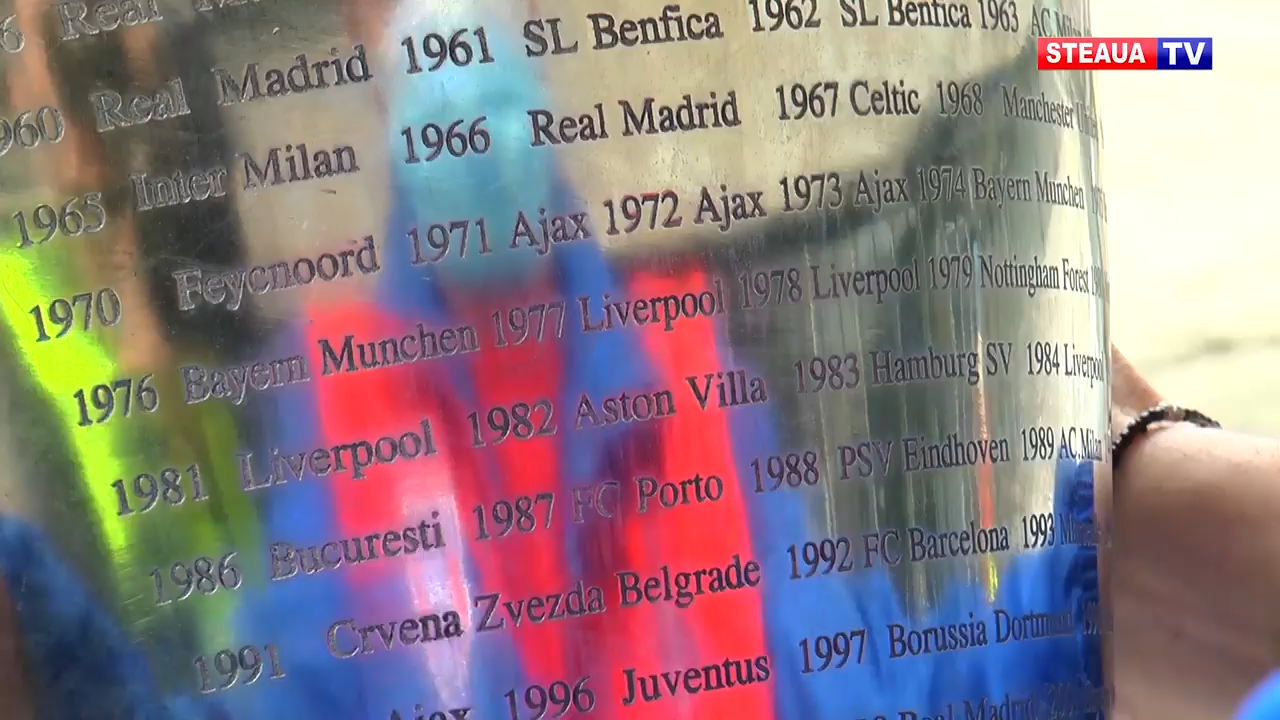 Real
Real Madrid 1961 SL Benfica 1962 SL Benfica 1963 AC
STEAUA TV
1965 Inter Milan 1966 Real Madrid 1967 Celtic 1968 Manchester
1970 Feycnoord 1971 Ajax 1972 Ajax 1973 Ajax 1974 Bayern Munchen
1976 Bayern Munchen 1977 Liverpool 1978 Liverpool 1979 Nottingham Forest
1981 Liverpool 1982 Aston Villa 1983 Hamburg SV 1984 Liverpool
1986 Bucuresti 1987 FC Porto 1988 PSV Eindhoven 1989 AC.Milan
1991 Crvena Zvezda Belgrade 1992 FC Barcelona 1993
Ajax 1996 Juventus 1997 Borussia
Real Madrid